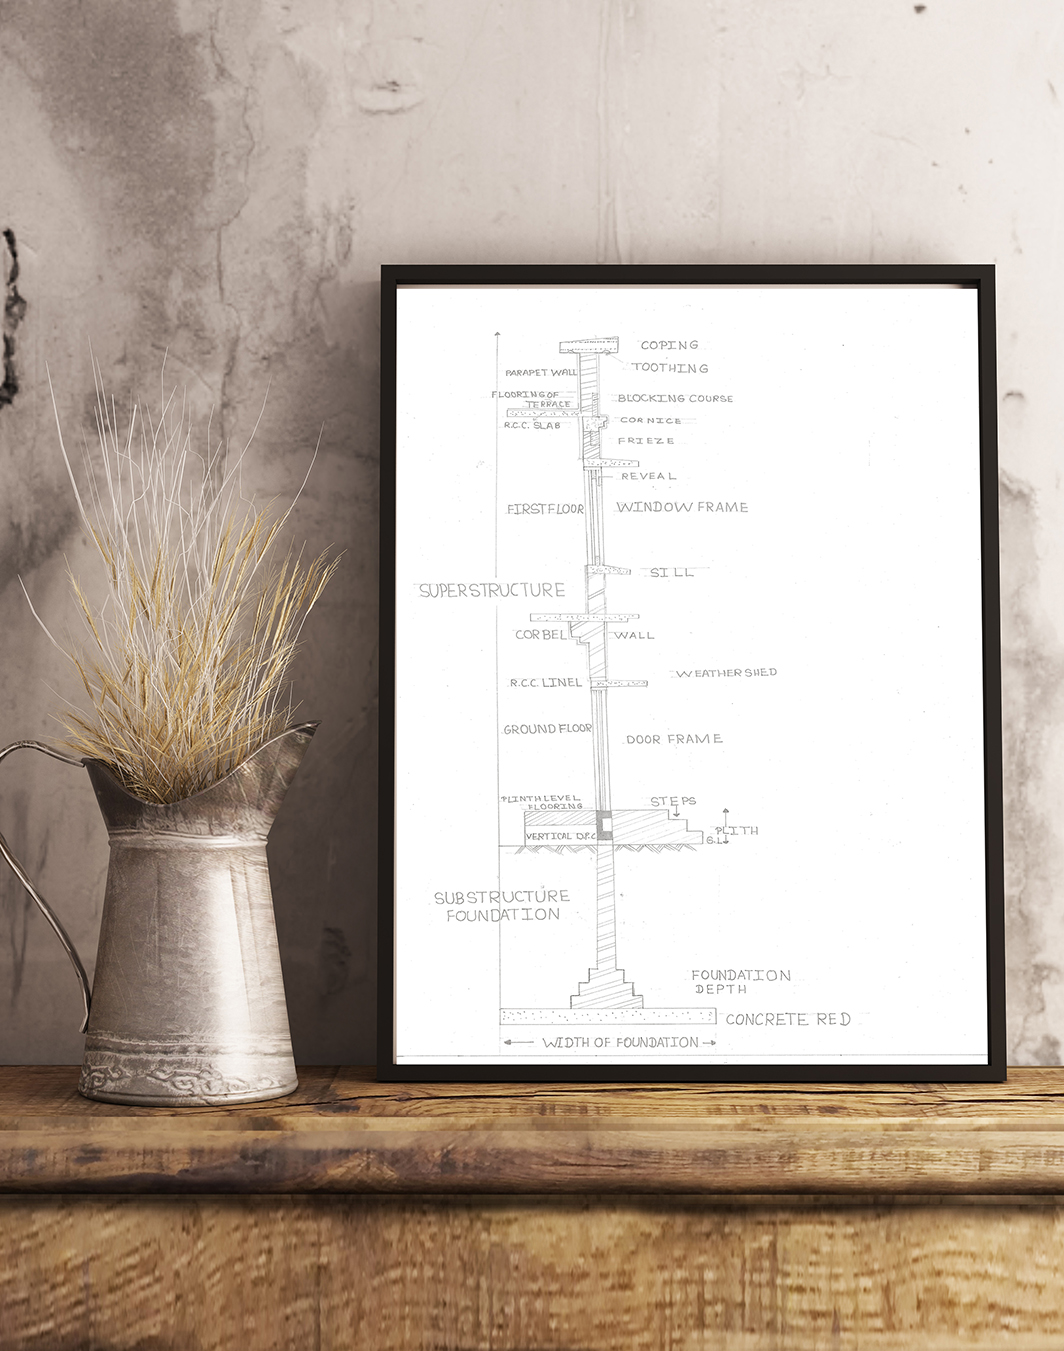 COPING
TOOTHING
PARAPET WALL
FLOORING OF
TERRACE
BLOCKING COURSE
R.C.C. SLAB
CORNICE
FRIEZE
REVEAL
FIRST FLOOR
WINDOW FRAME
SILL
SUPERSTRUCTURE
CORBEL
WALL
WEATHERSHED
R.C.C. LINEL
GROUND FLOOR
DOOR FRAME
PLINTH LEVEL
FLOORING
STEPS
VERTICAL D.P.C
PLITH
G.L
SUBSTRUCTURE
FOUNDATION
FOUNDATION
DEPTH
CONCRETE RED
WIDTH OF FOUNDATION